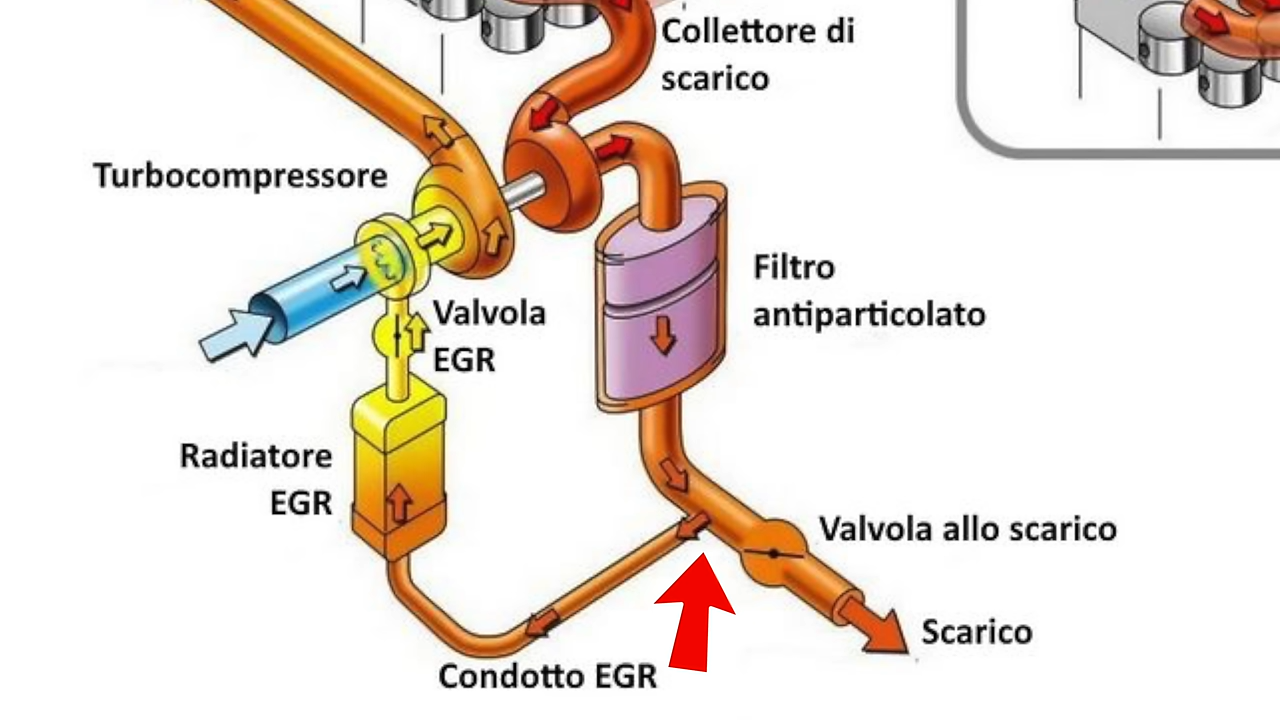 Collettore di
scarico
Turbocompressore
Filtro
antiparticolato
Valvola
EGR
Radiatore
EGR
Valvola allo scarico
Scarico
Condotto EGR